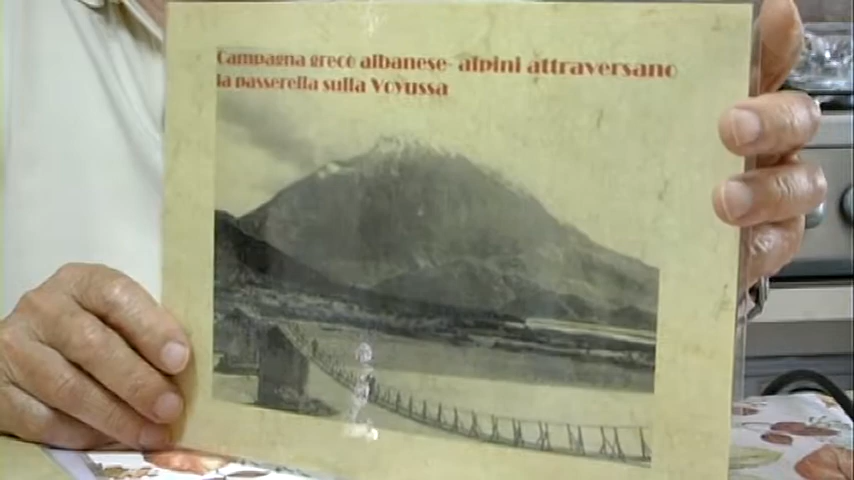 Campagna greco albanese- alpini attraversano
la passerella sulla Voyussa